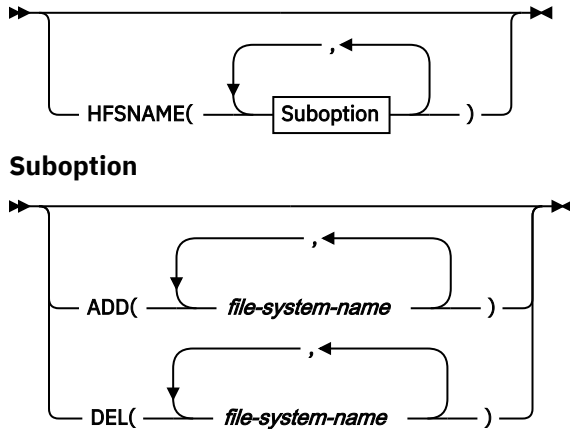 ,
HFSNAME( Suboption )
Suboption
,
ADD( file-system-name )
,
DEL( file-system-name )